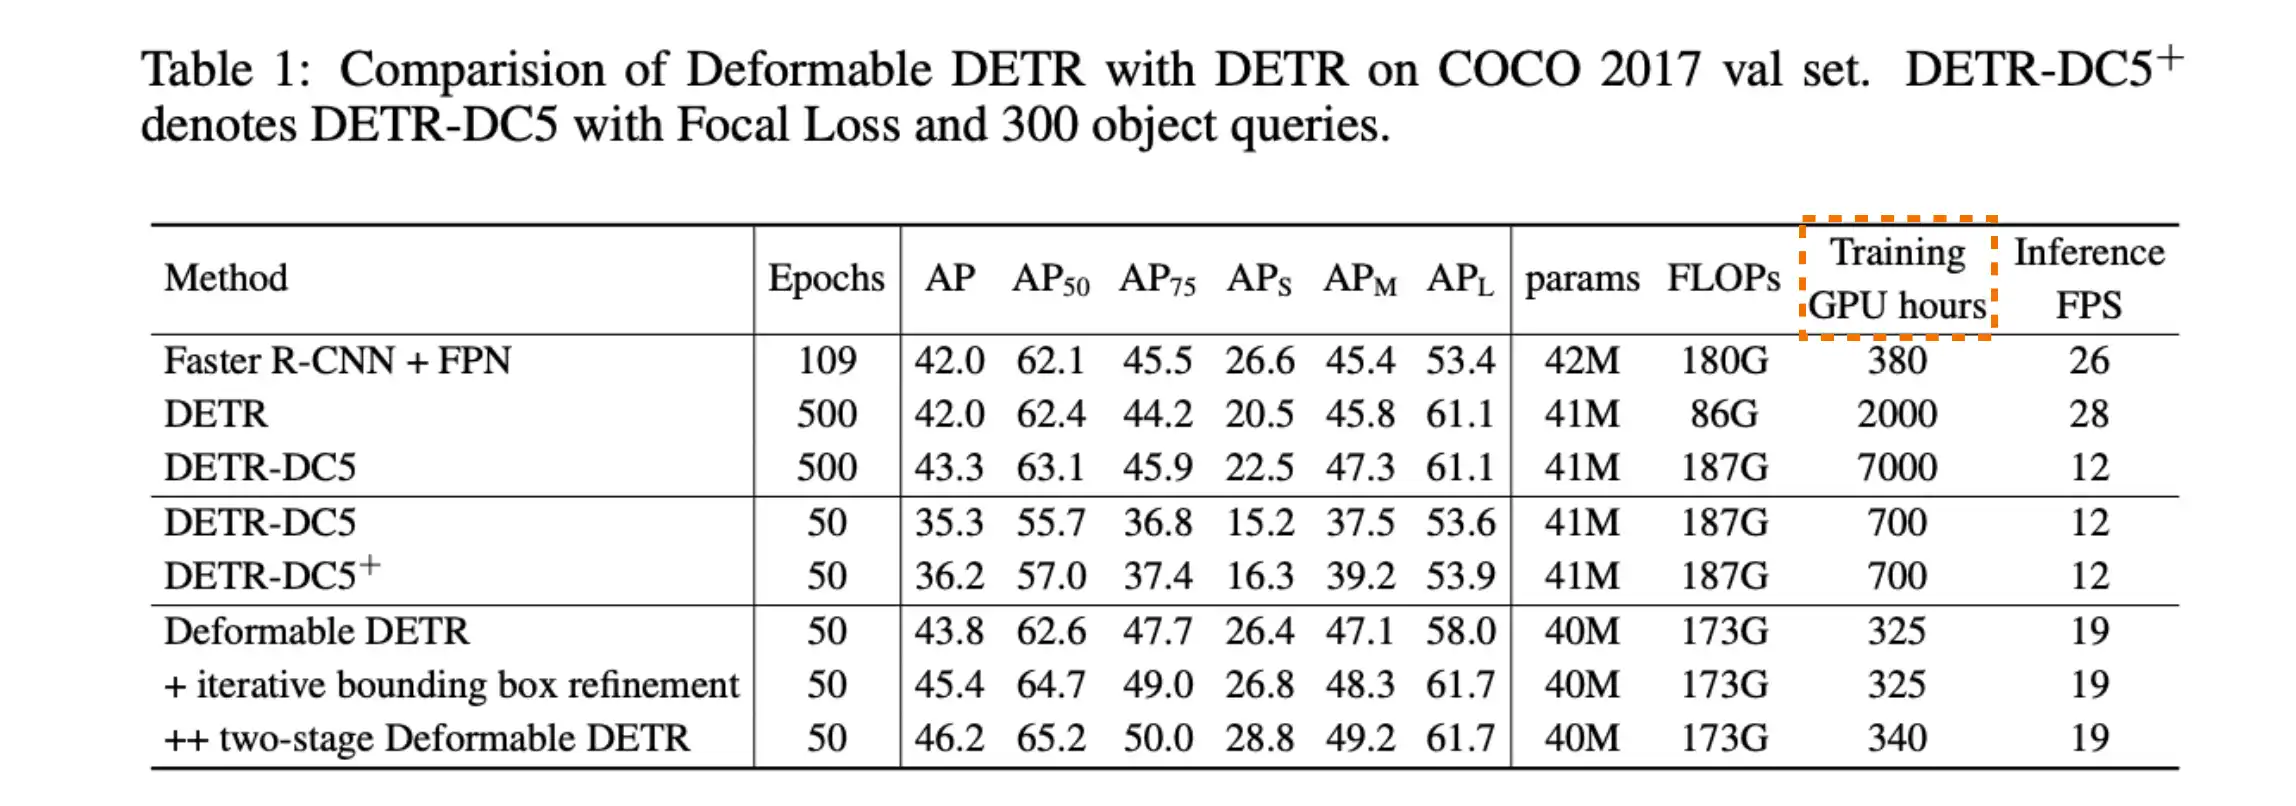 Table 1: Comparision of Deformable DETR with DETR on COCO 2017 val set. DETR-DC5+
denotes DETR-DC5 with Focal Loss and 300 object queries.
Method Epochs AP AP50 AP75 APS APM APL params FLOPs Training GPU hours Inference FPS
Faster R-CNN + FPN 109 42.0 62.1 45.5 26.6 45.4 53.4 42M 180G 380 26
DETR 500 42.0 62.4 44.2 20.5 45.8 61.1 41M 86G 2000 28
DETR-DC5 500 43.3 63.1 45.9 22.5 47.3 61.1 41M 187G 7000 12
DETR-DC5 50 35.3 55.7 36.8 15.2 37.5 53.6 41M 187G 700 12
DETR-DC5+ 50 36.2 57.0 37.4 16.3 39.2 53.9 41M 187G 700 12
Deformable DETR 50 43.8 62.6 47.7 26.4 47.1 58.0 40M 173G 325 19
+ iterative bounding box refinement 50 45.4 64.7 49.0 26.8 48.3 61.7 40M 173G 325 19
++ two-stage Deformable DETR 50 46.2 65.2 50.0 28.8 49.2 61.7 40M 173G 340 19